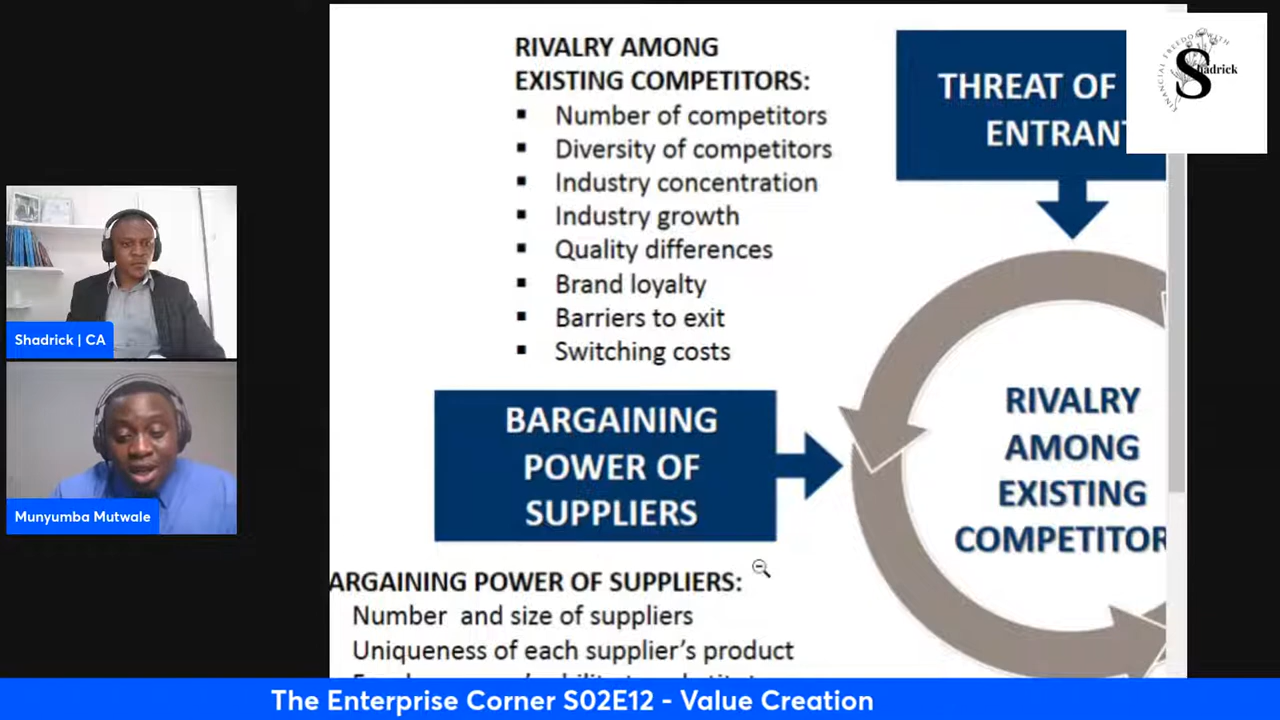 RIVALRY AMONG
EXISTING COMPETITORS:
▪ Number of competitors
▪ Diversity of competitors
▪ Industry concentration
▪ Industry growth
▪ Quality differences
▪ Brand loyalty
▪ Barriers to exit
▪ Switching costs
THREAT OF
ENTRANT
FINANCIAL FREEDOM WITH
Shadrick
BARGAINING
POWER OF
SUPPLIERS
RIVALRY
AMONG
EXISTING
COMPETITOR
ARGAINING POWER OF SUPPLIERS:
Number and size of suppliers
Uniqueness of each supplier's product
Shadrick | CA
Munyumba Mutwale
The Enterprise Corner S02E12 - Value Creation